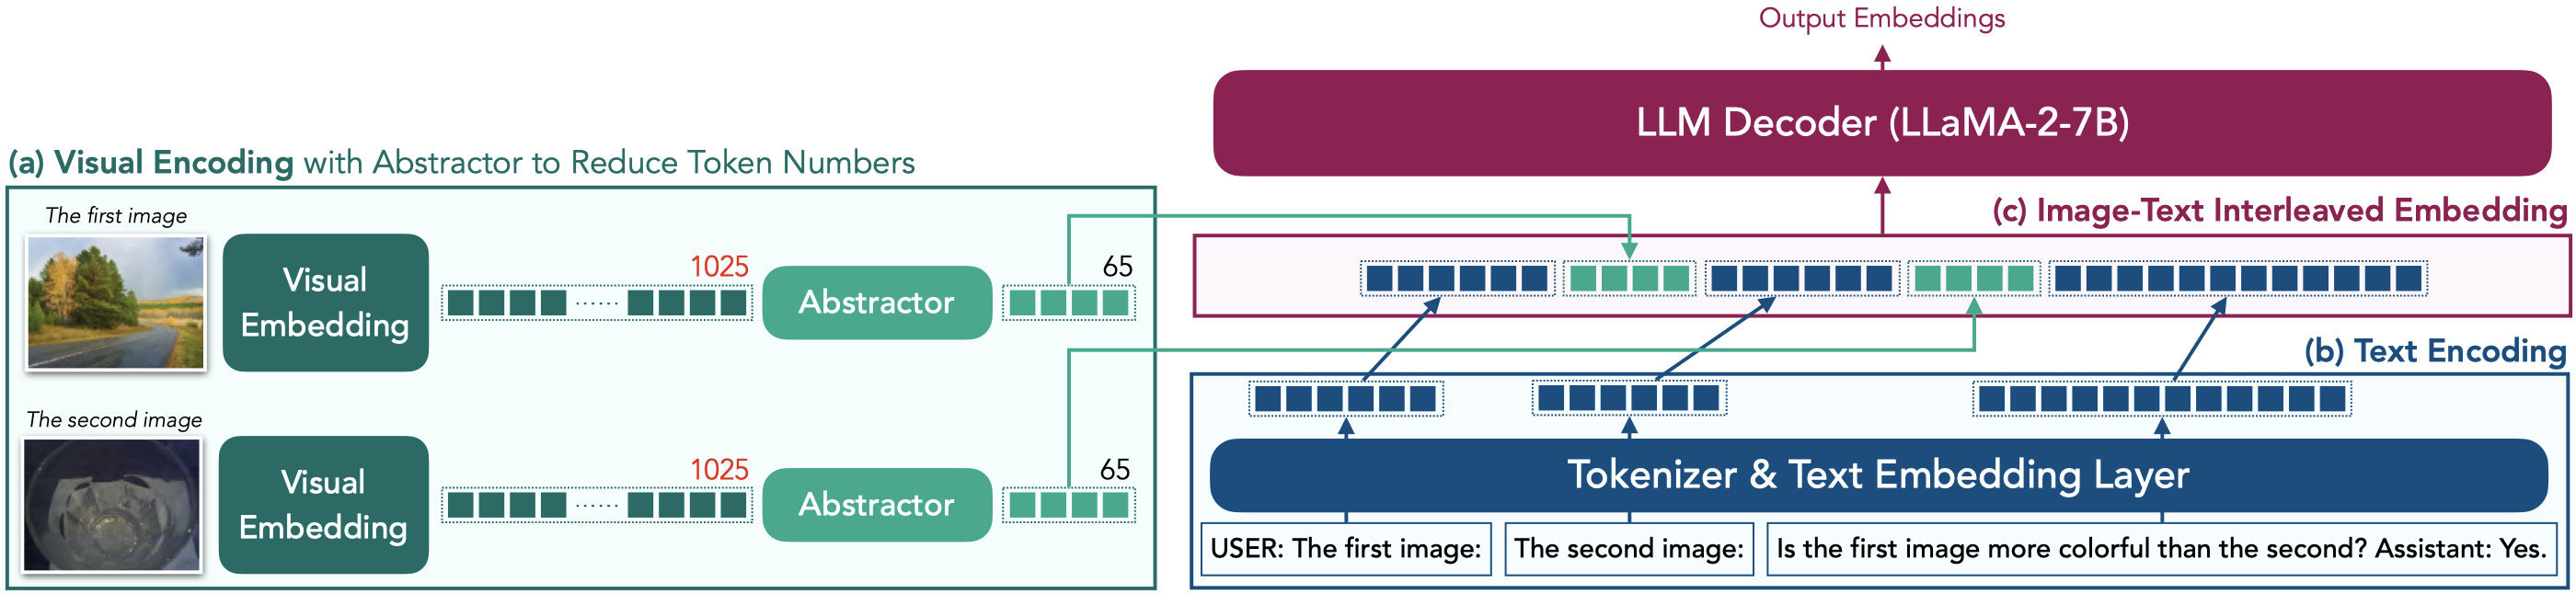 Output Embeddings
LLM Decoder (LLaMA-2-7B)
(a) Visual Encoding with Abstractor to Reduce Token Numbers
The first image
Visual
Embedding
1025
Abstractor
65
The second image
Visual
Embedding
1025
Abstractor
65
(c) Image-Text Interleaved Embedding
(b) Text Encoding
Tokenizer & Text Embedding Layer
USER: The first image:
The second image:
Is the first image more colorful than the second? Assistant: Yes.